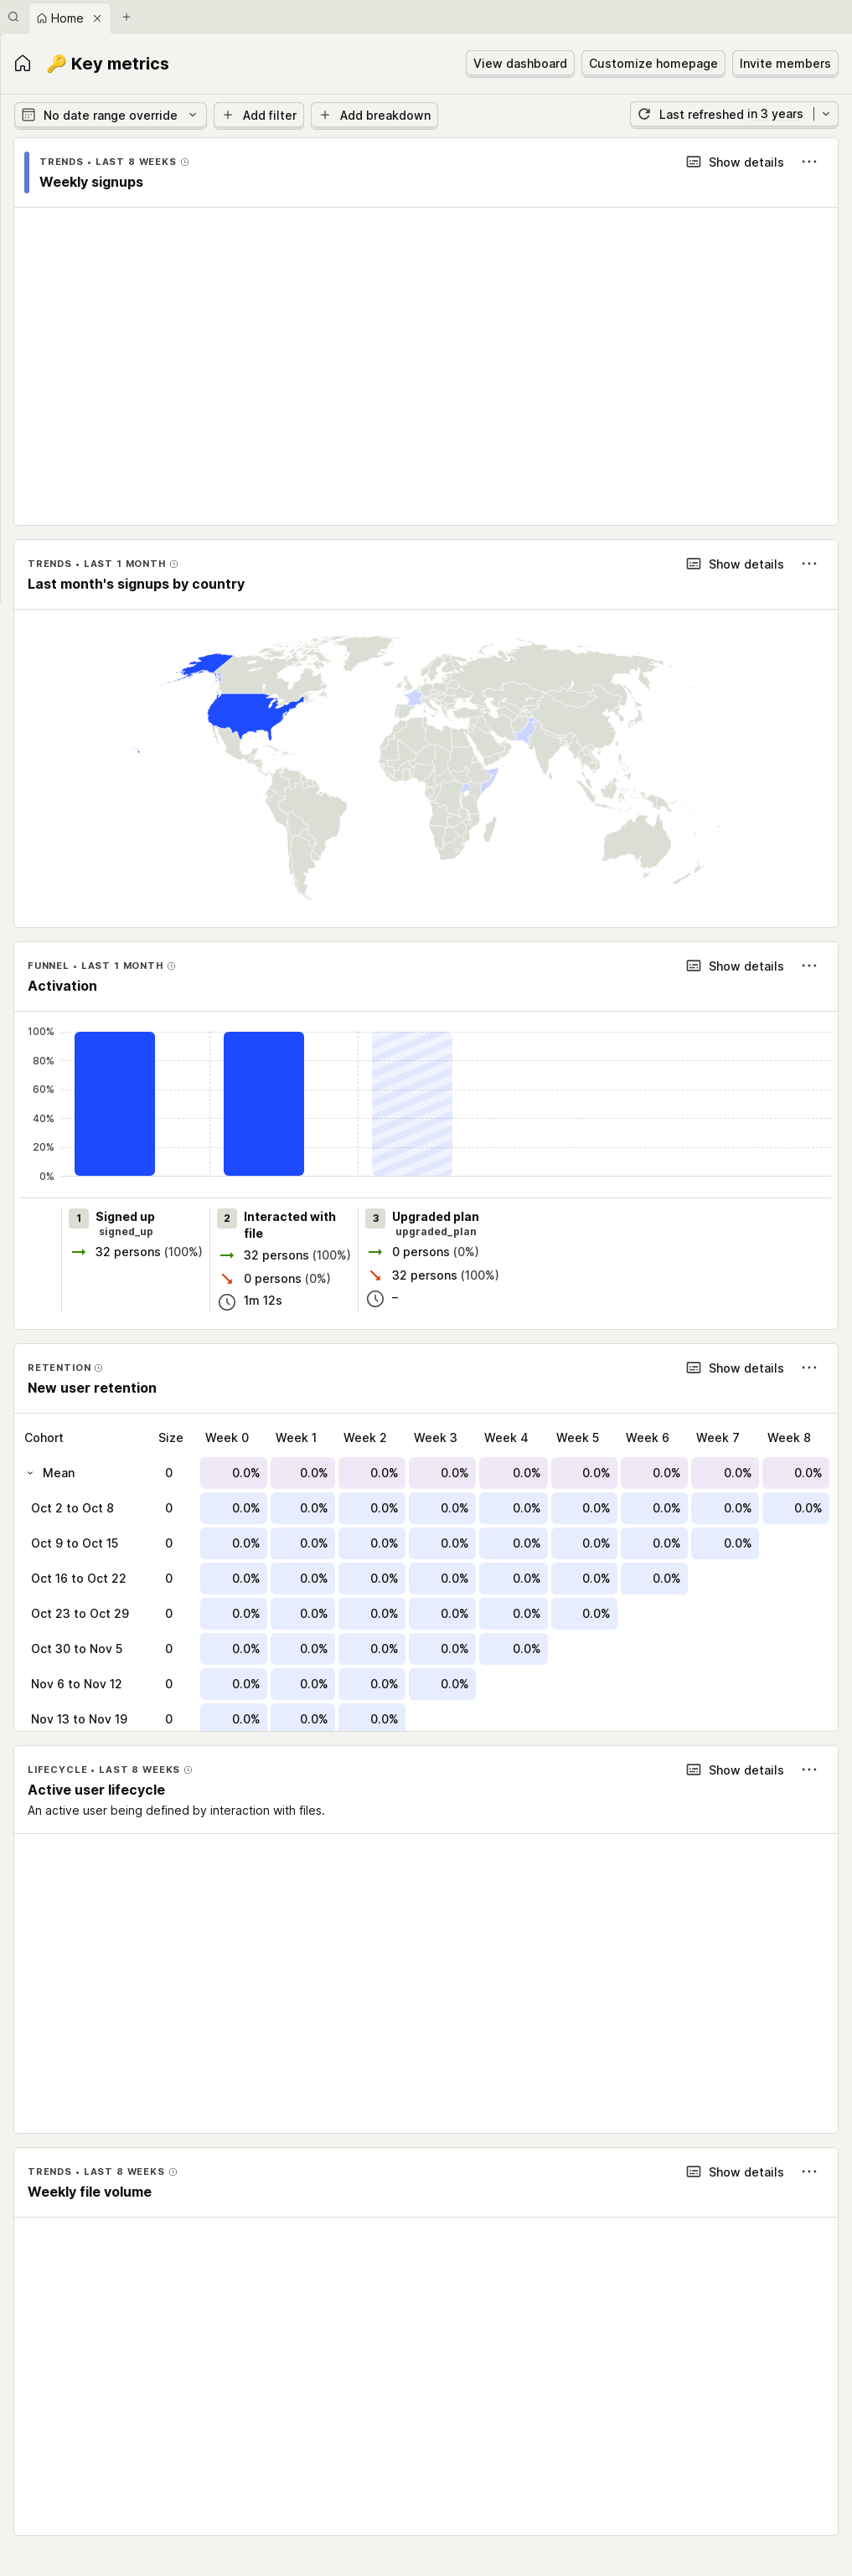 Home
🔑 Key metrics
View dashboard
Customize homepage
Invite members
No date range override
Add filter
Add breakdown
Last refreshed in 3 years
TRENDS • LAST 8 WEEKS
Show details
Weekly signups
TRENDS • LAST 1 MONTH
Show details
Last month's signups by country
FUNNEL • LAST 1 MONTH
Show details
Activation
100%
80%
60%
40%
20%
0%
1 Signed up
signed_up
32 persons (100%)
2 Interacted with
file
32 persons (100%)
0 persons (0%)
1m 12s
3 Upgraded plan
upgraded_plan
0 persons (0%)
32 persons (100%)
–
RETENTION
Show details
New user retention
Cohort Size Week 0 Week 1 Week 2 Week 3 Week 4 Week 5 Week 6 Week 7 Week 8
Mean 0 0.0% 0.0% 0.0% 0.0% 0.0% 0.0% 0.0% 0.0% 0.0%
Oct 2 to Oct 8 0 0.0% 0.0% 0.0% 0.0% 0.0% 0.0% 0.0% 0.0% 0.0%
Oct 9 to Oct 15 0 0.0% 0.0% 0.0% 0.0% 0.0% 0.0% 0.0% 0.0%
Oct 16 to Oct 22 0 0.0% 0.0% 0.0% 0.0% 0.0% 0.0% 0.0%
Oct 23 to Oct 29 0 0.0% 0.0% 0.0% 0.0% 0.0% 0.0%
Oct 30 to Nov 5 0 0.0% 0.0% 0.0% 0.0% 0.0%
Nov 6 to Nov 12 0 0.0% 0.0% 0.0% 0.0%
Nov 13 to Nov 19 0 0.0% 0.0% 0.0%
LIFECYCLE • LAST 8 WEEKS
Show details
Active user lifecycle
An active user being defined by interaction with files.
TRENDS • LAST 8 WEEKS
Show details
Weekly file volume